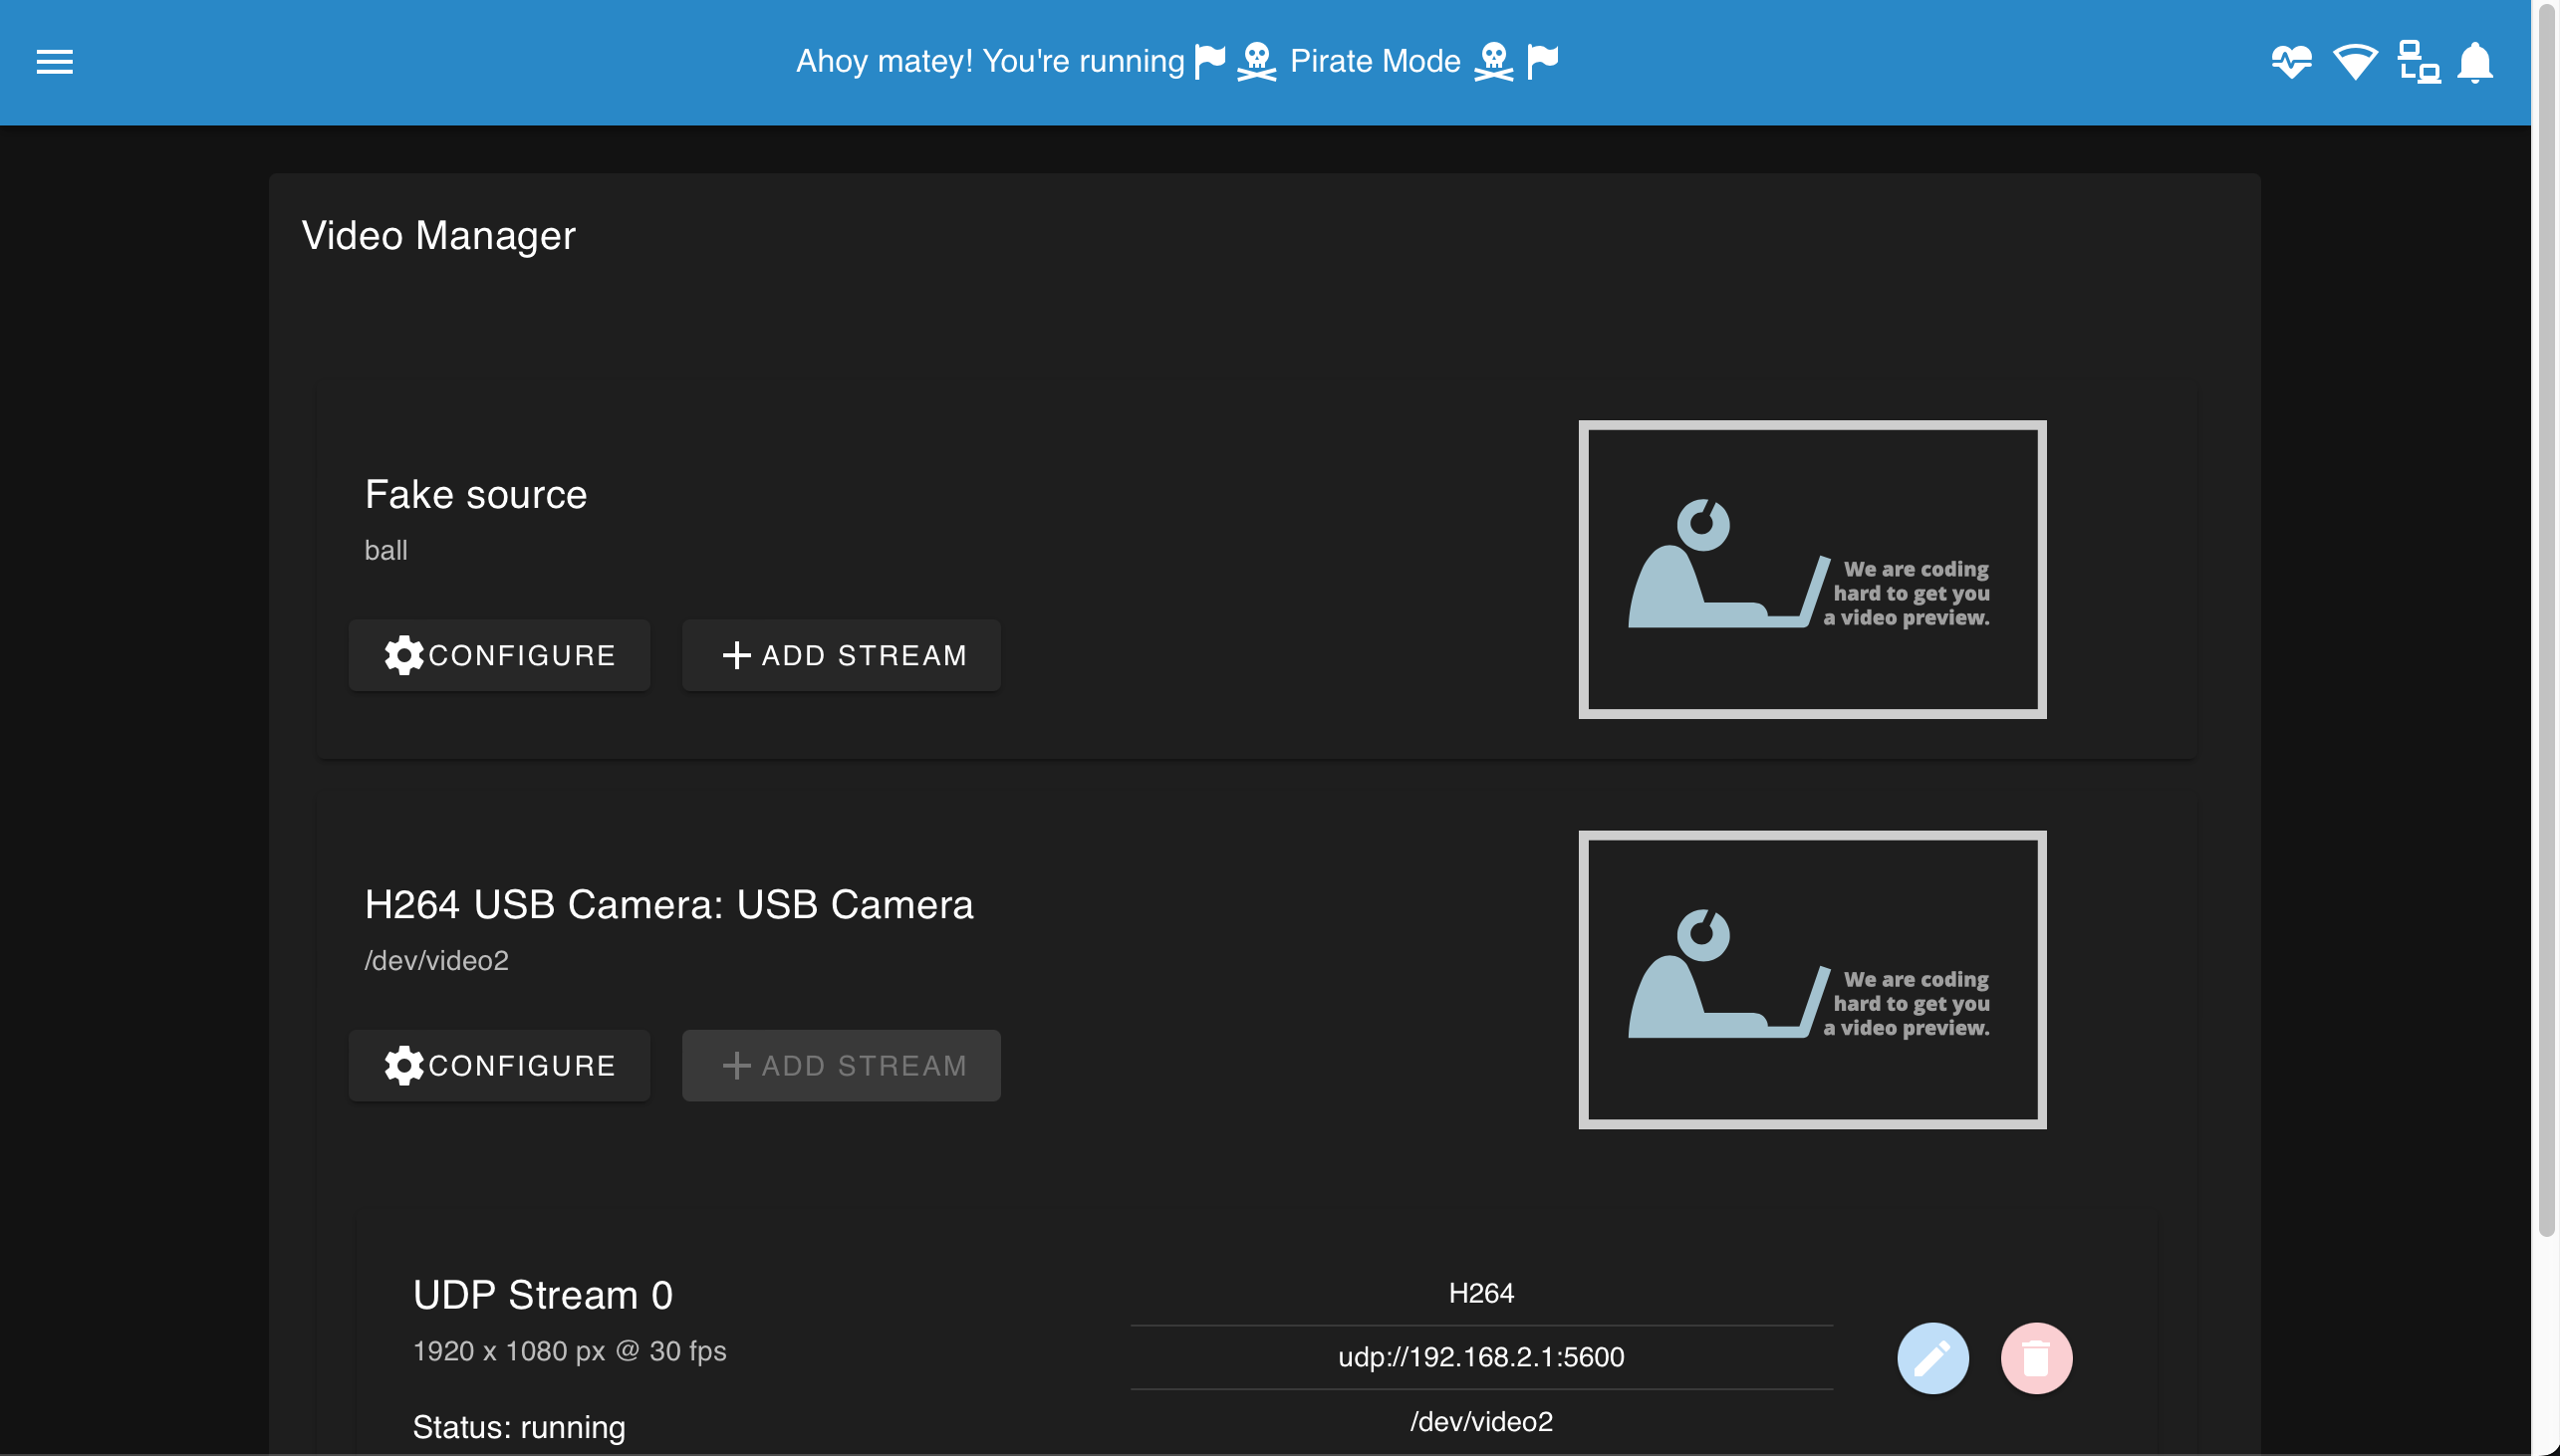 Ahoy matey! You're running Pirate Mode
Video Manager
Fake source
ball
CONFIGURE
ADD STREAM
We are coding
hard to get you
a video preview.
H264 USB Camera: USB Camera
/dev/video2
CONFIGURE
ADD STREAM
We are coding
hard to get you
a video preview.
UDP Stream 0
1920 x 1080 px @ 30 fps
Status: running
H264
udp://192.168.2.1:5600
/dev/video2